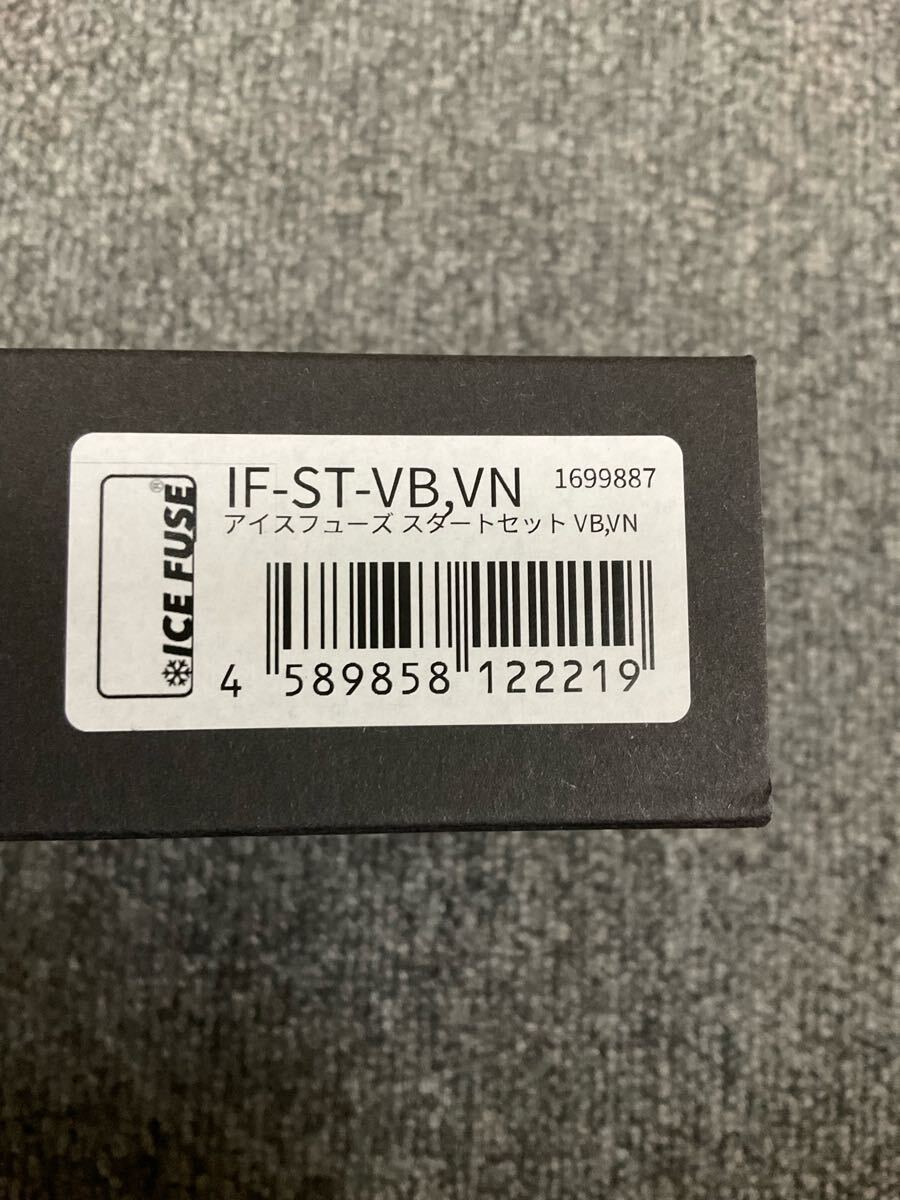 IF-ST-VB,VN 1699887
アイスフューズ スタートセット VB,VN
ICE FUSE®
4 589858 122219